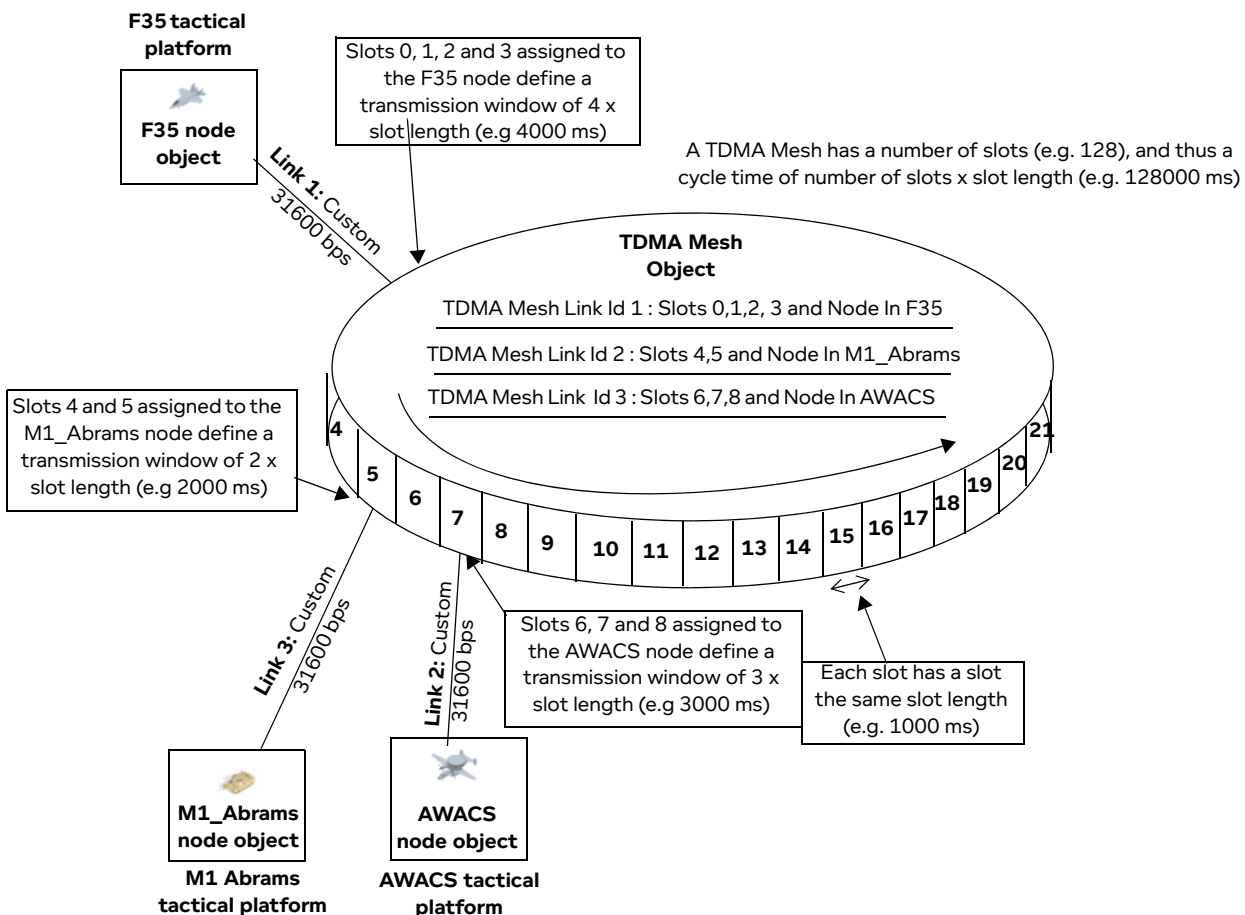 F35 tactical
platform
F35 node
object
Slots 0, 1, 2 and 3 assigned to
the F35 node define a
transmission window of 4 x
slot length (e.g 4000 ms)
A TDMA Mesh has a number of slots (e.g. 128), and thus a
cycle time of number of slots x slot length (e.g. 128000 ms)
Link 1: Custom
31600 bps
TDMA Mesh
Object
TDMA Mesh Link Id 1 : Slots 0,1,2, 3 and Node In F35
TDMA Mesh Link Id 2 : Slots 4,5 and Node In M1_Abrams
TDMA Mesh Link Id 3 : Slots 6,7,8 and Node In AWACS
Slots 4 and 5 assigned to the
M1_Abrams node define a
transmission window of 2 x
slot length (e.g 2000 ms)
4
5
6
7
8
9
10
11
12
13
14
15
16
17
18
19
20
21
Link 3: Custom
31600 bps
Link 2: Custom
31600 bps
Slots 6, 7 and 8 assigned to
the AWACS node define a
transmission window of 3 x
slot length (e.g 3000 ms)
Each slot has a slot
the same slot length
(e.g. 1000 ms)
M1_Abrams
node object
M1 Abrams
tactical platform
AWACS
node object
AWACS tactical
platform